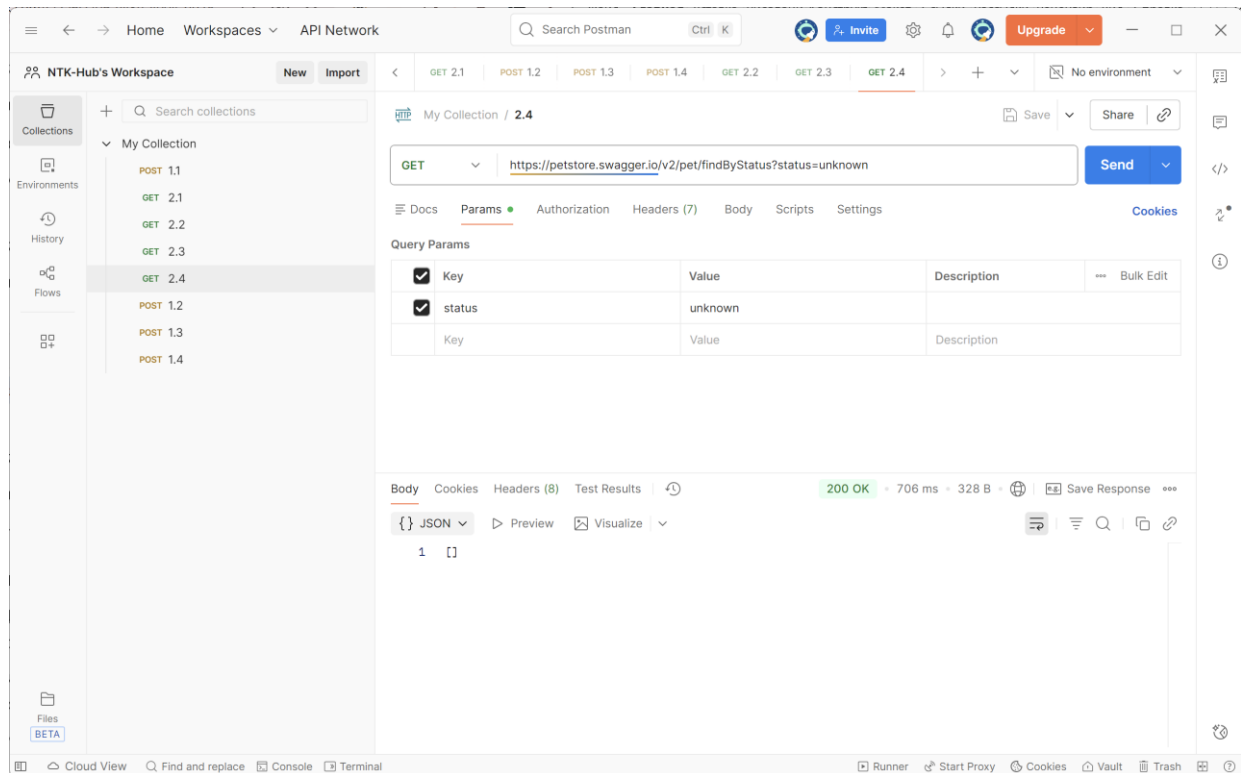 Home Workspaces API Network Search Postman Ctrl K Invite Upgrade
NTK-Hub's Workspace New Import GET 2.1 POST 1.2 POST 1.3 POST 1.4 GET 2.2 GET 2.3 GET 2.4 No environment
Collections
Environments
History
Flows
Search collections
My Collection
POST 1.1
GET 2.1
GET 2.2
GET 2.3
GET 2.4
POST 1.2
POST 1.3
POST 1.4
HTTP My Collection / 2.4 Save Share
GET https://petstore.swagger.io/v2/pet/findByStatus?status=unknown Send
Docs Params Authorization Headers (7) Body Scripts Settings Cookies
Query Params
Key Value Description Bulk Edit
status unknown
Key Value Description
Body Cookies Headers (8) Test Results 200 OK 706 ms 328 B Save Response
{} JSON Preview Visualize
1 []
Files
BETA
Cloud View Find and replace Console Terminal Runner Start Proxy Cookies Vault Trash